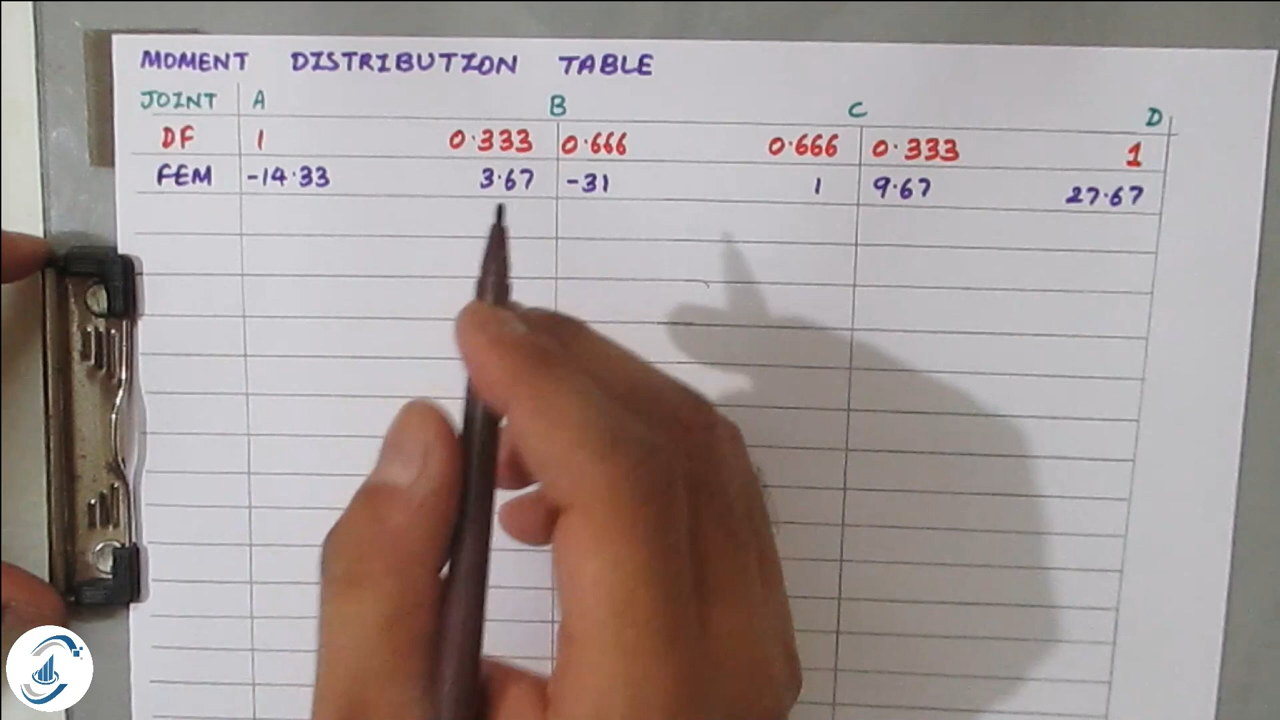 MOMENT DISTRIBUTION TABLE
JOINT A B C D
DF 1 0.333 0.666 0.666 0.333 1
FEM -14.33 3.67 -31 1 9.67 27.67